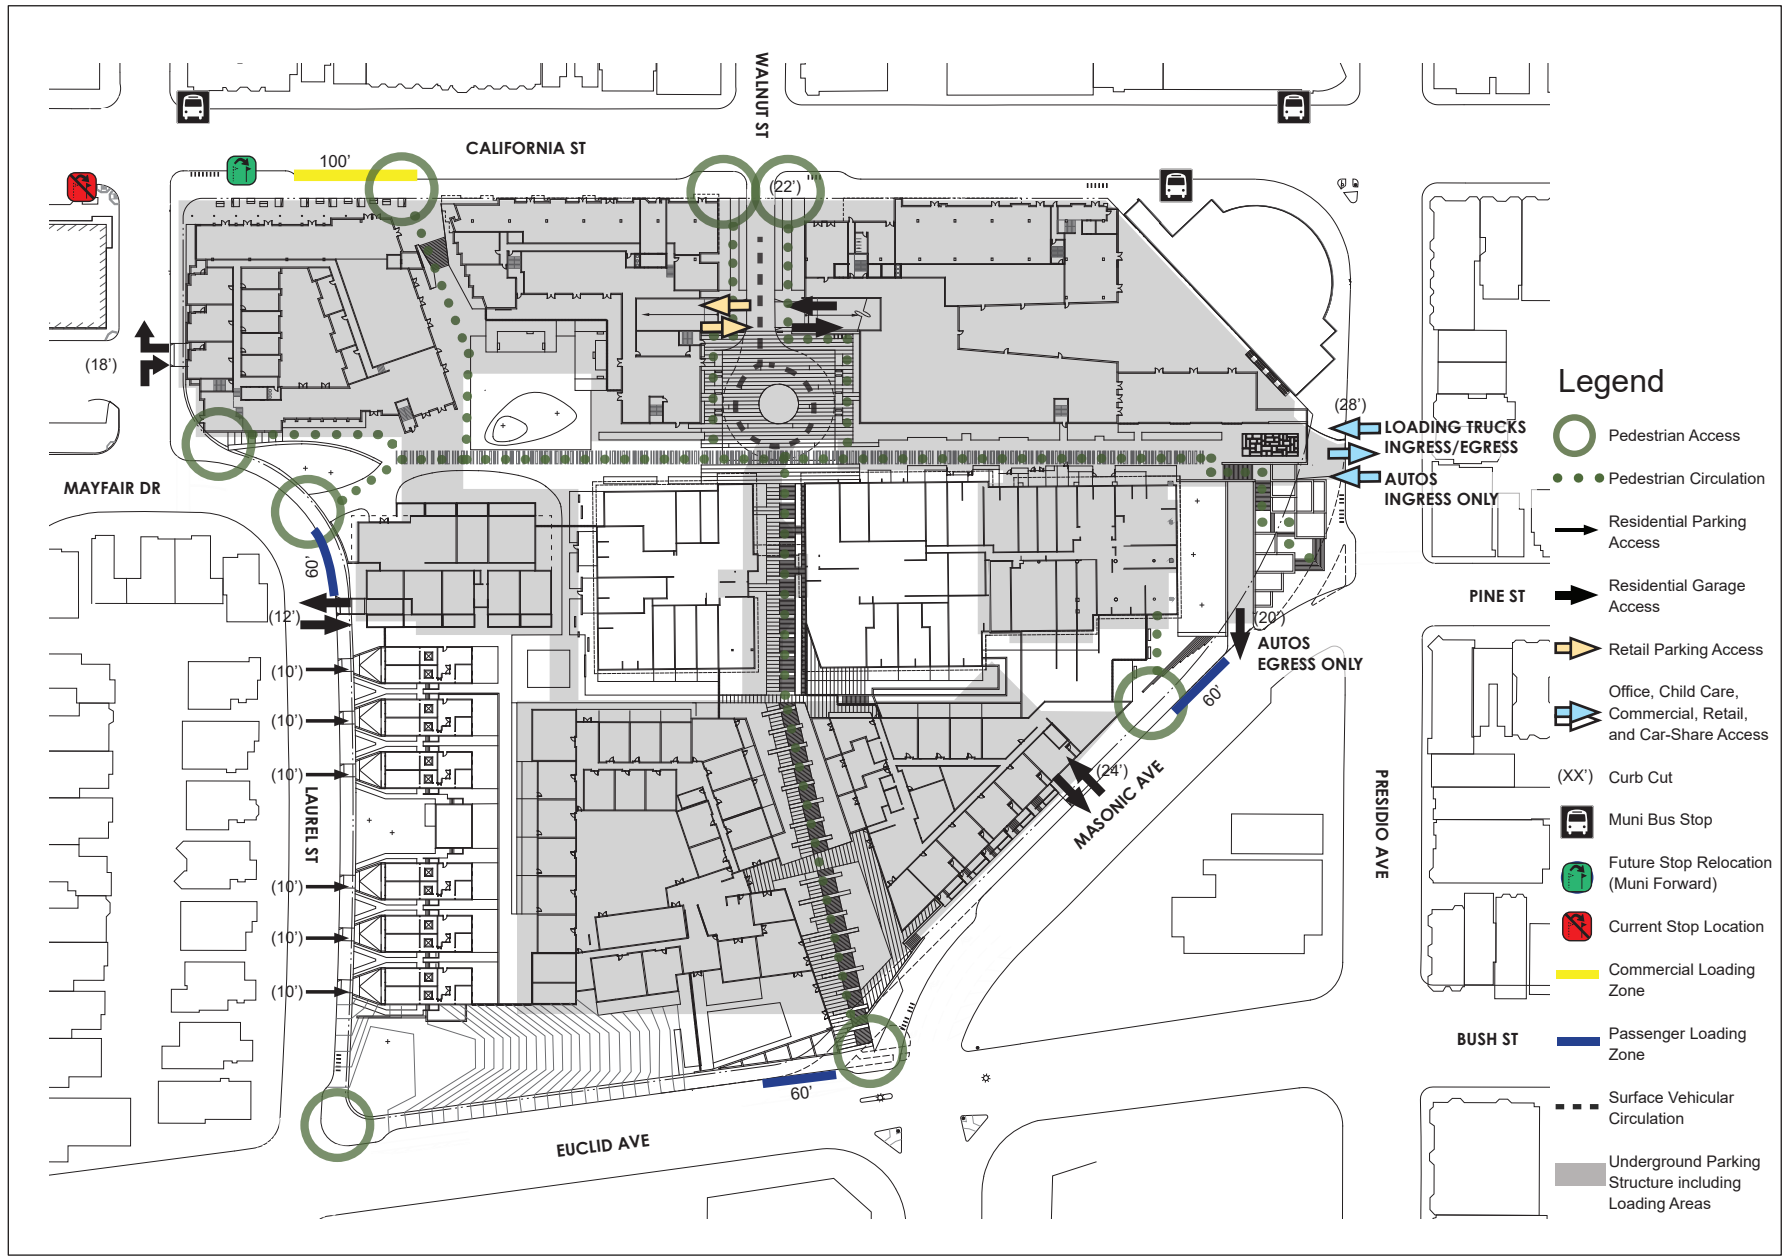 WALNUT ST
CALIFORNIA ST
100'
(22')
(18')
MAYFAIR DR
60'
(12')
(10')
(10')
(10')
(10')
(10')
(10')
LAUREL ST
(28')
LOADING TRUCKS
INGRESS/EGRESS
AUTOS
INGRESS ONLY
(20')
AUTOS
EGRESS ONLY
60'
(24')
MASONIC AVE
PINE ST
PRESIDIO AVE
BUSH ST
60'
EUCLID AVE
Legend
Pedestrian Access
Pedestrian Circulation
Residential Parking
Access
Residential Garage
Access
Retail Parking Access
Office, Child Care,
Commercial, Retail,
and Car-Share Access
(XX') Curb Cut
Muni Bus Stop
Future Stop Relocation
(Muni Forward)
Current Stop Location
Commercial Loading
Zone
Passenger Loading
Zone
Surface Vehicular
Circulation
Underground Parking
Structure including
Loading Areas